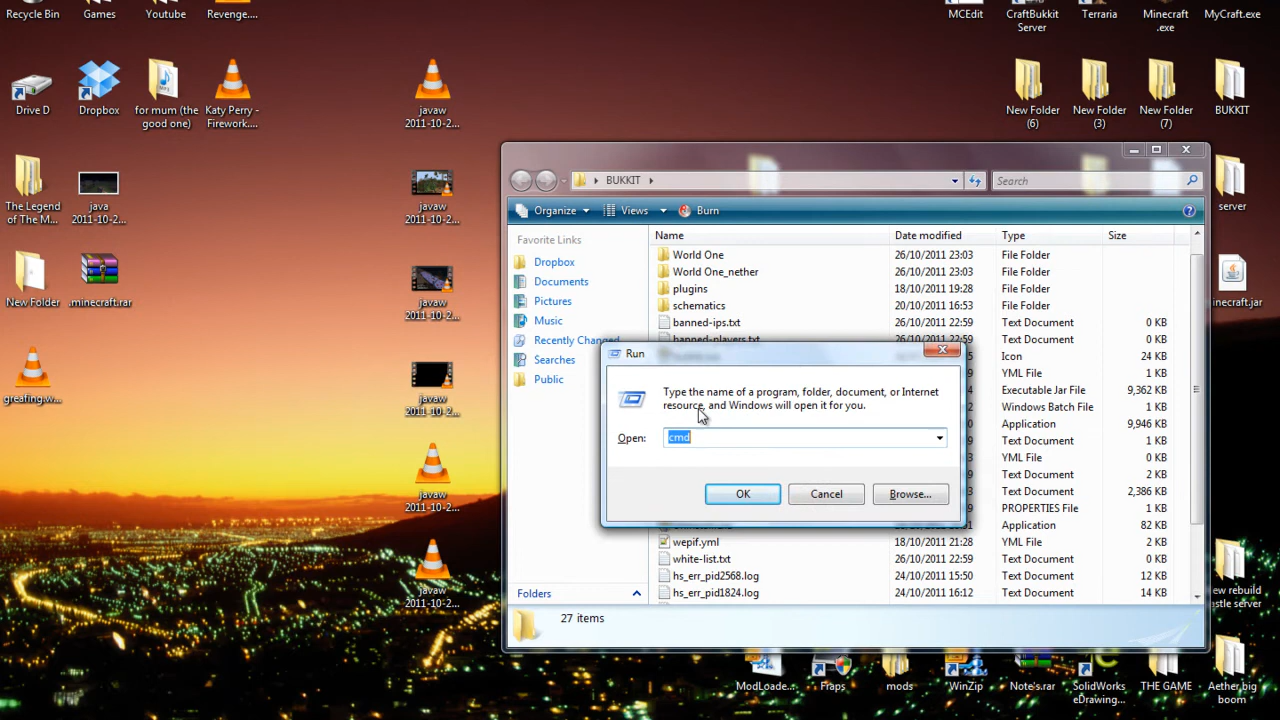 Recycle Bin
Games
Youtube
Revenge....
MCEdit
CraftBukkit
Server
Terraria
Minecraft
.exe
MyCraft.exe
Drive D
Dropbox
for mum (the
good one)
Katy Perry -
Firework....
javaw
2011-10-2...
New Folder
(6)
New Folder
(3)
New Folder
(7)
BUKKIT
The Legend
of The M...
java
2011-10-2...
javaw
2011-10-2...
server
New Folder
.minecraft.rar
javaw
2011-10-2...
inecraft.jar
greafing.w...
javaw
2011-10-2...
javaw
2011-10-2...
javaw
2011-10-2...
BUKKIT
Search
Organize
Views
Burn
Favorite Links
Dropbox
Documents
Pictures
Music
Recently Changed
Searches
Public
Folders
Name Date modified Type Size
World One 26/10/2011 23:03 File Folder
World One_nether 26/10/2011 23:03 File Folder
plugins 18/10/2011 19:28 File Folder
schematics 20/10/2011 16:53 File Folder
banned-ips.txt 26/10/2011 22:59 Text Document 0 KB
banned-players.txt 26/10/2011 22:59 Text Document 0 KB
Icon 24 KB
YML File 1 KB
Executable Jar File 9,362 KB
Windows Batch File 1 KB
Application 9,946 KB
Text Document 1 KB
YML File 0 KB
Text Document 2 KB
Text Document 2,386 KB
PROPERTIES File 1 KB
Application 82 KB
wepif.yml 18/10/2011 21:28 YML File 2 KB
white-list.txt 26/10/2011 22:59 Text Document 0 KB
hs_err_pid2568.log 24/10/2011 15:50 Text Document 12 KB
hs_err_pid1824.log 24/10/2011 16:12 Text Document 14 KB
27 items
Run
Type the name of a program, folder, document, or Internet
resource, and Windows will open it for you.
Open:
cmd
OK
Cancel
Browse...
ew rebuild
stle server
ModLoade...
Fraps
mods
WinZip
Note's.rar
SolidWorks
eDrawing...
THE GAME
Aether big
boom